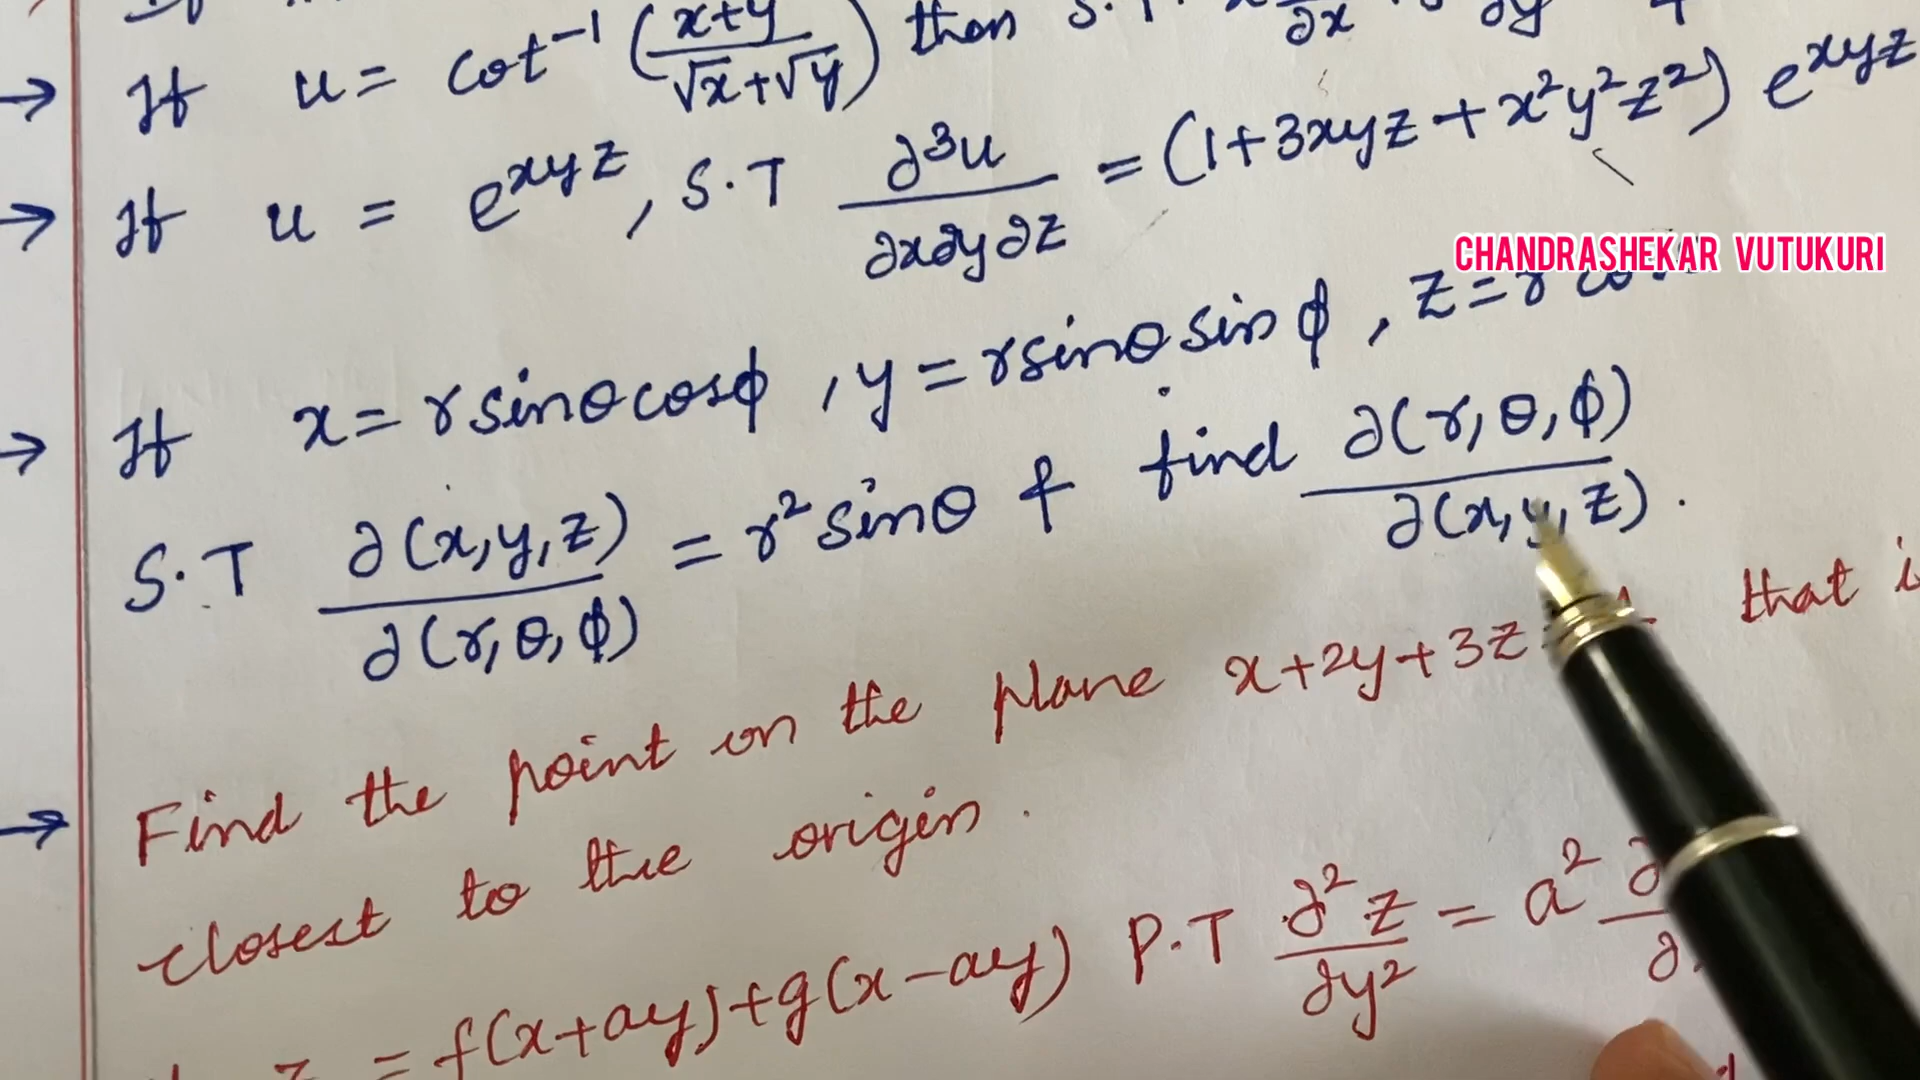 → If u = cot⁻¹ (x+y / √x+√y) then S.T. x ∂x ∂y
→ If u = e^xyz, S.T ∂³u / ∂x∂y∂z = (1+3xyz+x²y²z²) e^xyz
CHANDRASHEKAR VUTUKURI
→ If x = r sinθ cosϕ, y = r sinθ sin ϕ, z = r
S.T ∂(x,y,z) / ∂(r,θ,ϕ) = r² sinθ & find ∂(r,θ,ϕ) / ∂(x,y,z).
→ Find the point on the plane x+2y+3z that
closest to the origin.
z = f(x+ay)+g(x-ay) P.T ∂²z / ∂y² = a² ∂ / ∂